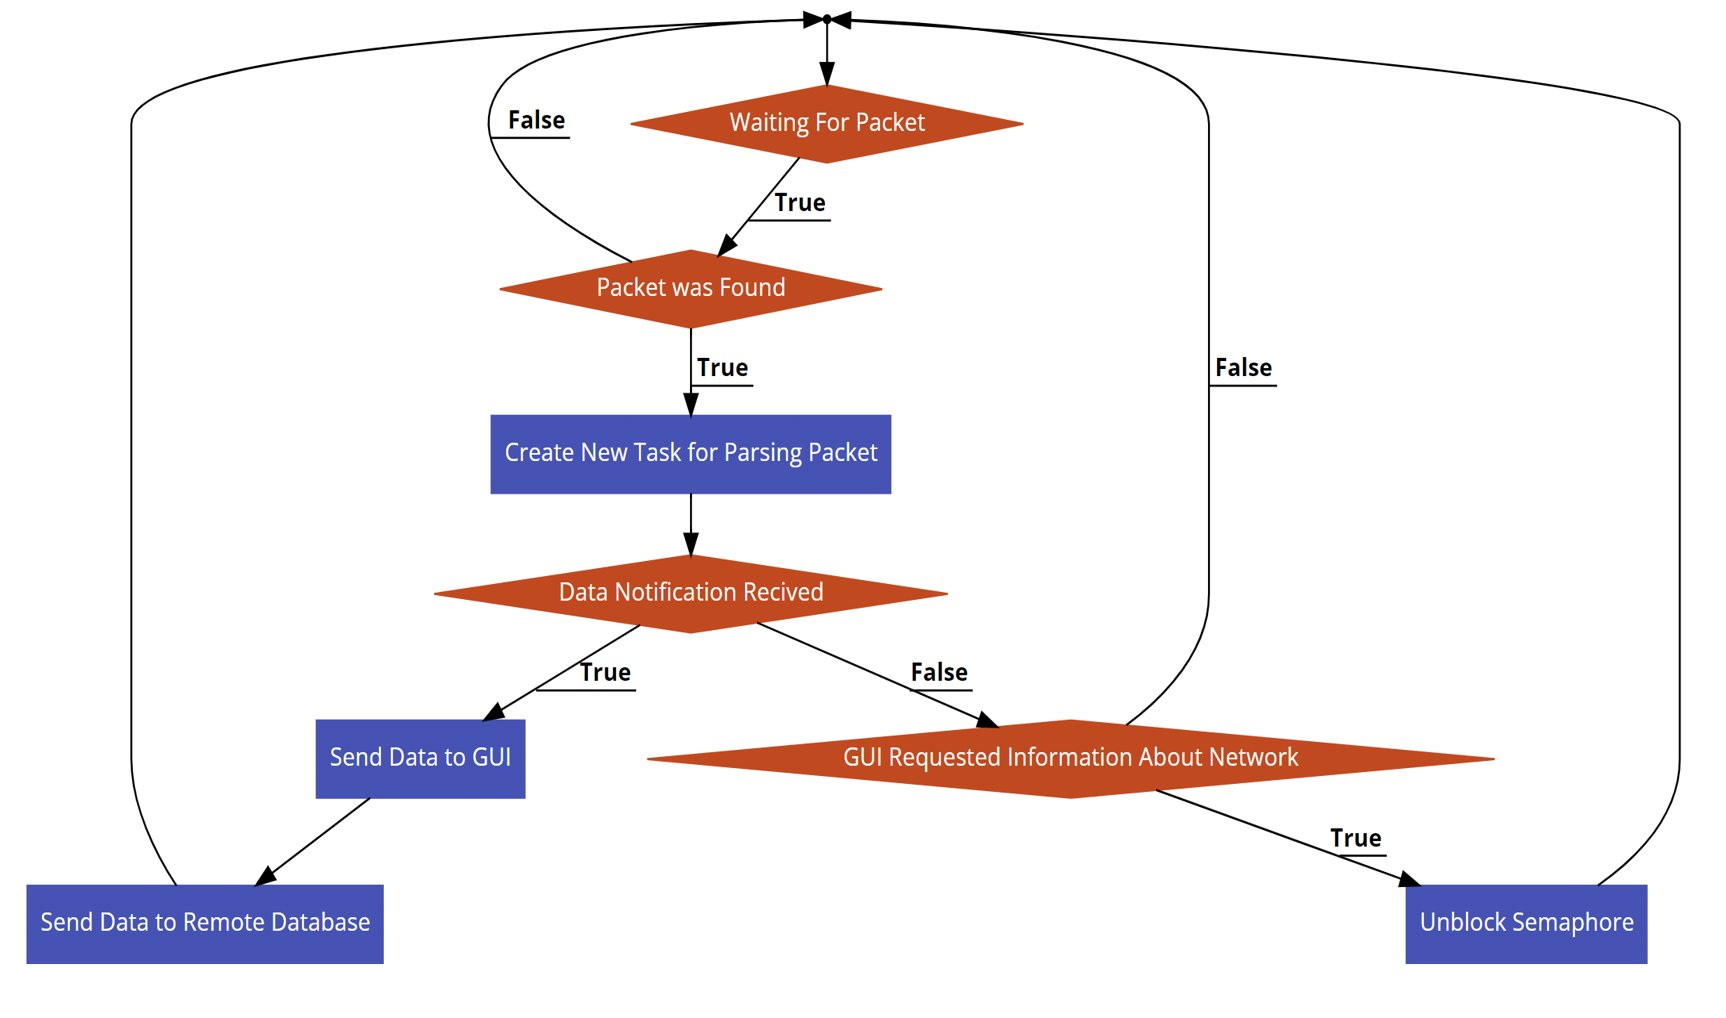 False
Waiting For Packet
True
Packet was Found
True
False
Create New Task for Parsing Packet
Data Notification Recived
True
False
Send Data to GUI
GUI Requested Information About Network
True
Send Data to Remote Database
Unblock Semaphore